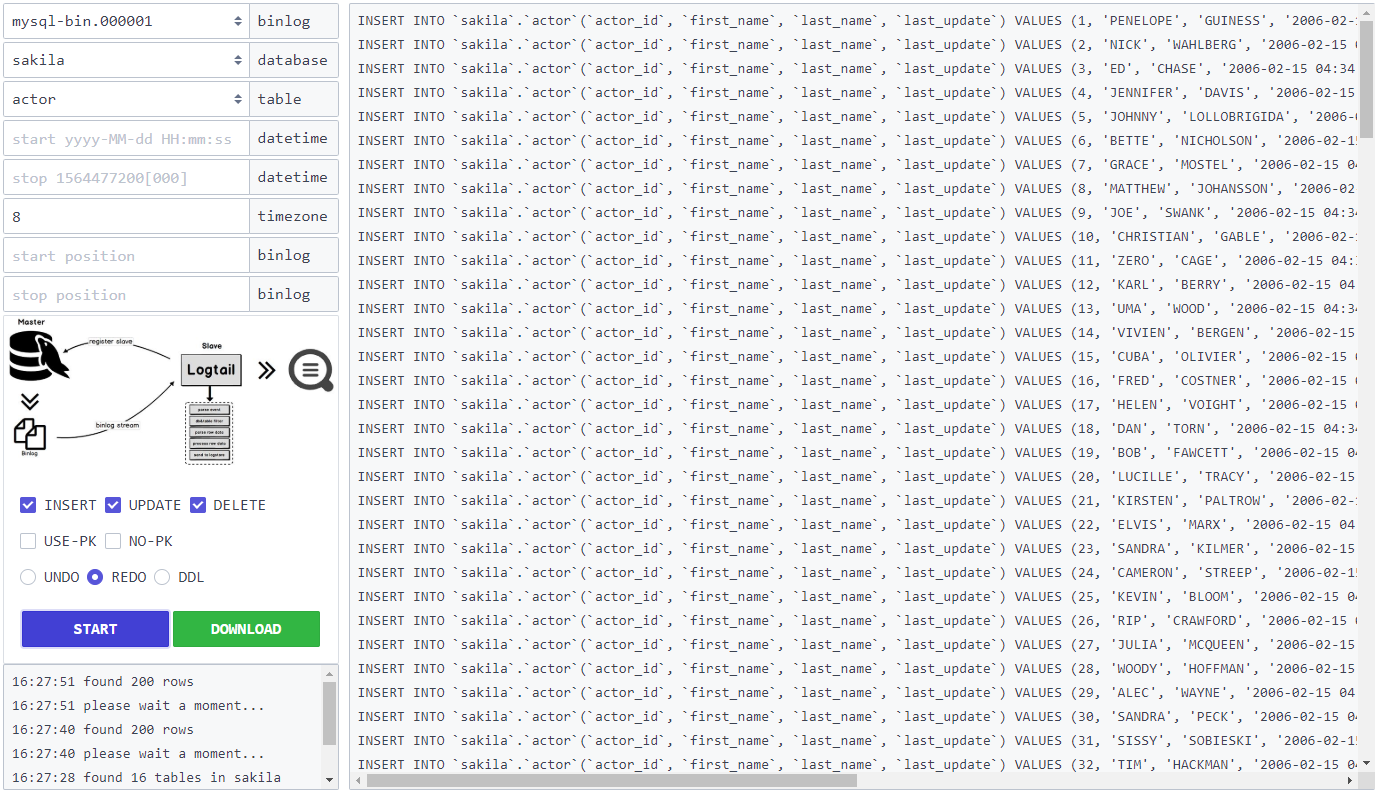 mysql-bin.000001 binlog
sakila database
actor table
start yyyy-MM-dd HH:mm:ss datetime
stop 1564477200[000] datetime
8 timezone
start position binlog
stop position binlog
Master
register slave
Slave
Logtail
parse event
db&table filter
parse row data
process row data
send to logstore
binlog stream
Binlog
INSERT UPDATE DELETE
USE-PK NO-PK
UNDO REDO DDL
START DOWNLOAD
16:27:51 found 200 rows
16:27:51 please wait a moment...
16:27:40 found 200 rows
16:27:40 please wait a moment...
16:27:28 found 16 tables in sakila
INSERT INTO `sakila`.`actor`(`actor_id`, `first_name`, `last_name`, `last_update`) VALUES (1, 'PENELOPE', 'GUINESS', '2006-02-
INSERT INTO `sakila`.`actor`(`actor_id`, `first_name`, `last_name`, `last_update`) VALUES (2, 'NICK', 'WAHLBERG', '2006-02-15
INSERT INTO `sakila`.`actor`(`actor_id`, `first_name`, `last_name`, `last_update`) VALUES (3, 'ED', 'CHASE', '2006-02-15 04:34
INSERT INTO `sakila`.`actor`(`actor_id`, `first_name`, `last_name`, `last_update`) VALUES (4, 'JENNIFER', 'DAVIS', '2006-02-15
INSERT INTO `sakila`.`actor`(`actor_id`, `first_name`, `last_name`, `last_update`) VALUES (5, 'JOHNNY', 'LOLLOBRIGIDA', '2006-
INSERT INTO `sakila`.`actor`(`actor_id`, `first_name`, `last_name`, `last_update`) VALUES (6, 'BETTE', 'NICHOLSON', '2006-02-1
INSERT INTO `sakila`.`actor`(`actor_id`, `first_name`, `last_name`, `last_update`) VALUES (7, 'GRACE', 'MOSTEL', '2006-02-15 04
INSERT INTO `sakila`.`actor`(`actor_id`, `first_name`, `last_name`, `last_update`) VALUES (8, 'MATTHEW', 'JOHANSSON', '2006-02-
INSERT INTO `sakila`.`actor`(`actor_id`, `first_name`, `last_name`, `last_update`) VALUES (9, 'JOE', 'SWANK', '2006-02-15 04:34
INSERT INTO `sakila`.`actor`(`actor_id`, `first_name`, `last_name`, `last_update`) VALUES (10, 'CHRISTIAN', 'GABLE', '2006-02-
INSERT INTO `sakila`.`actor`(`actor_id`, `first_name`, `last_name`, `last_update`) VALUES (11, 'ZERO', 'CAGE', '2006-02-15 04:
INSERT INTO `sakila`.`actor`(`actor_id`, `first_name`, `last_name`, `last_update`) VALUES (12, 'KARL', 'BERRY', '2006-02-15 04
INSERT INTO `sakila`.`actor`(`actor_id`, `first_name`, `last_name`, `last_update`) VALUES (13, 'UMA', 'WOOD', '2006-02-15 04:34
INSERT INTO `sakila`.`actor`(`actor_id`, `first_name`, `last_name`, `last_update`) VALUES (14, 'VIVIEN', 'BERGEN', '2006-02-15
INSERT INTO `sakila`.`actor`(`actor_id`, `first_name`, `last_name`, `last_update`) VALUES (15, 'CUBA', 'OLIVIER', '2006-02-15
INSERT INTO `sakila`.`actor`(`actor_id`, `first_name`, `last_name`, `last_update`) VALUES (16, 'FRED', 'COSTNER', '2006-02-15
INSERT INTO `sakila`.`actor`(`actor_id`, `first_name`, `last_name`, `last_update`) VALUES (17, 'HELEN', 'VOIGHT', '2006-02-15
INSERT INTO `sakila`.`actor`(`actor_id`, `first_name`, `last_name`, `last_update`) VALUES (18, 'DAN', 'TORN', '2006-02-15 04:34
INSERT INTO `sakila`.`actor`(`actor_id`, `first_name`, `last_name`, `last_update`) VALUES (19, 'BOB', 'FAWCETT', '2006-02-15 04
INSERT INTO `sakila`.`actor`(`actor_id`, `first_name`, `last_name`, `last_update`) VALUES (20, 'LUCILLE', 'TRACY', '2006-02-15
INSERT INTO `sakila`.`actor`(`actor_id`, `first_name`, `last_name`, `last_update`) VALUES (21, 'KIRSTEN', 'PALTROW', '2006-02-1
INSERT INTO `sakila`.`actor`(`actor_id`, `first_name`, `last_name`, `last_update`) VALUES (22, 'ELVIS', 'MARX', '2006-02-15 04
INSERT INTO `sakila`.`actor`(`actor_id`, `first_name`, `last_name`, `last_update`) VALUES (23, 'SANDRA', 'KILMER', '2006-02-15
INSERT INTO `sakila`.`actor`(`actor_id`, `first_name`, `last_name`, `last_update`) VALUES (24, 'CAMERON', 'STREEP', '2006-02-15
INSERT INTO `sakila`.`actor`(`actor_id`, `first_name`, `last_name`, `last_update`) VALUES (25, 'KEVIN', 'BLOOM', '2006-02-15 04
INSERT INTO `sakila`.`actor`(`actor_id`, `first_name`, `last_name`, `last_update`) VALUES (26, 'RIP', 'CRAWFORD', '2006-02-15
INSERT INTO `sakila`.`actor`(`actor_id`, `first_name`, `last_name`, `last_update`) VALUES (27, 'JULIA', 'MCQUEEN', '2006-02-15
INSERT INTO `sakila`.`actor`(`actor_id`, `first_name`, `last_name`, `last_update`) VALUES (28, 'WOODY', 'HOFFMAN', '2006-02-15
INSERT INTO `sakila`.`actor`(`actor_id`, `first_name`, `last_name`, `last_update`) VALUES (29, 'ALEC', 'WAYNE', '2006-02-15 04
INSERT INTO `sakila`.`actor`(`actor_id`, `first_name`, `last_name`, `last_update`) VALUES (30, 'SANDRA', 'PECK', '2006-02-15 04
INSERT INTO `sakila`.`actor`(`actor_id`, `first_name`, `last_name`, `last_update`) VALUES (31, 'SISSY', 'SOBIESKI', '2006-02-15
INSERT INTO `sakila`.`actor`(`actor_id`, `first_name`, `last_name`, `last_update`) VALUES (32, 'TIM', 'HACKMAN', '2006-02-15 04